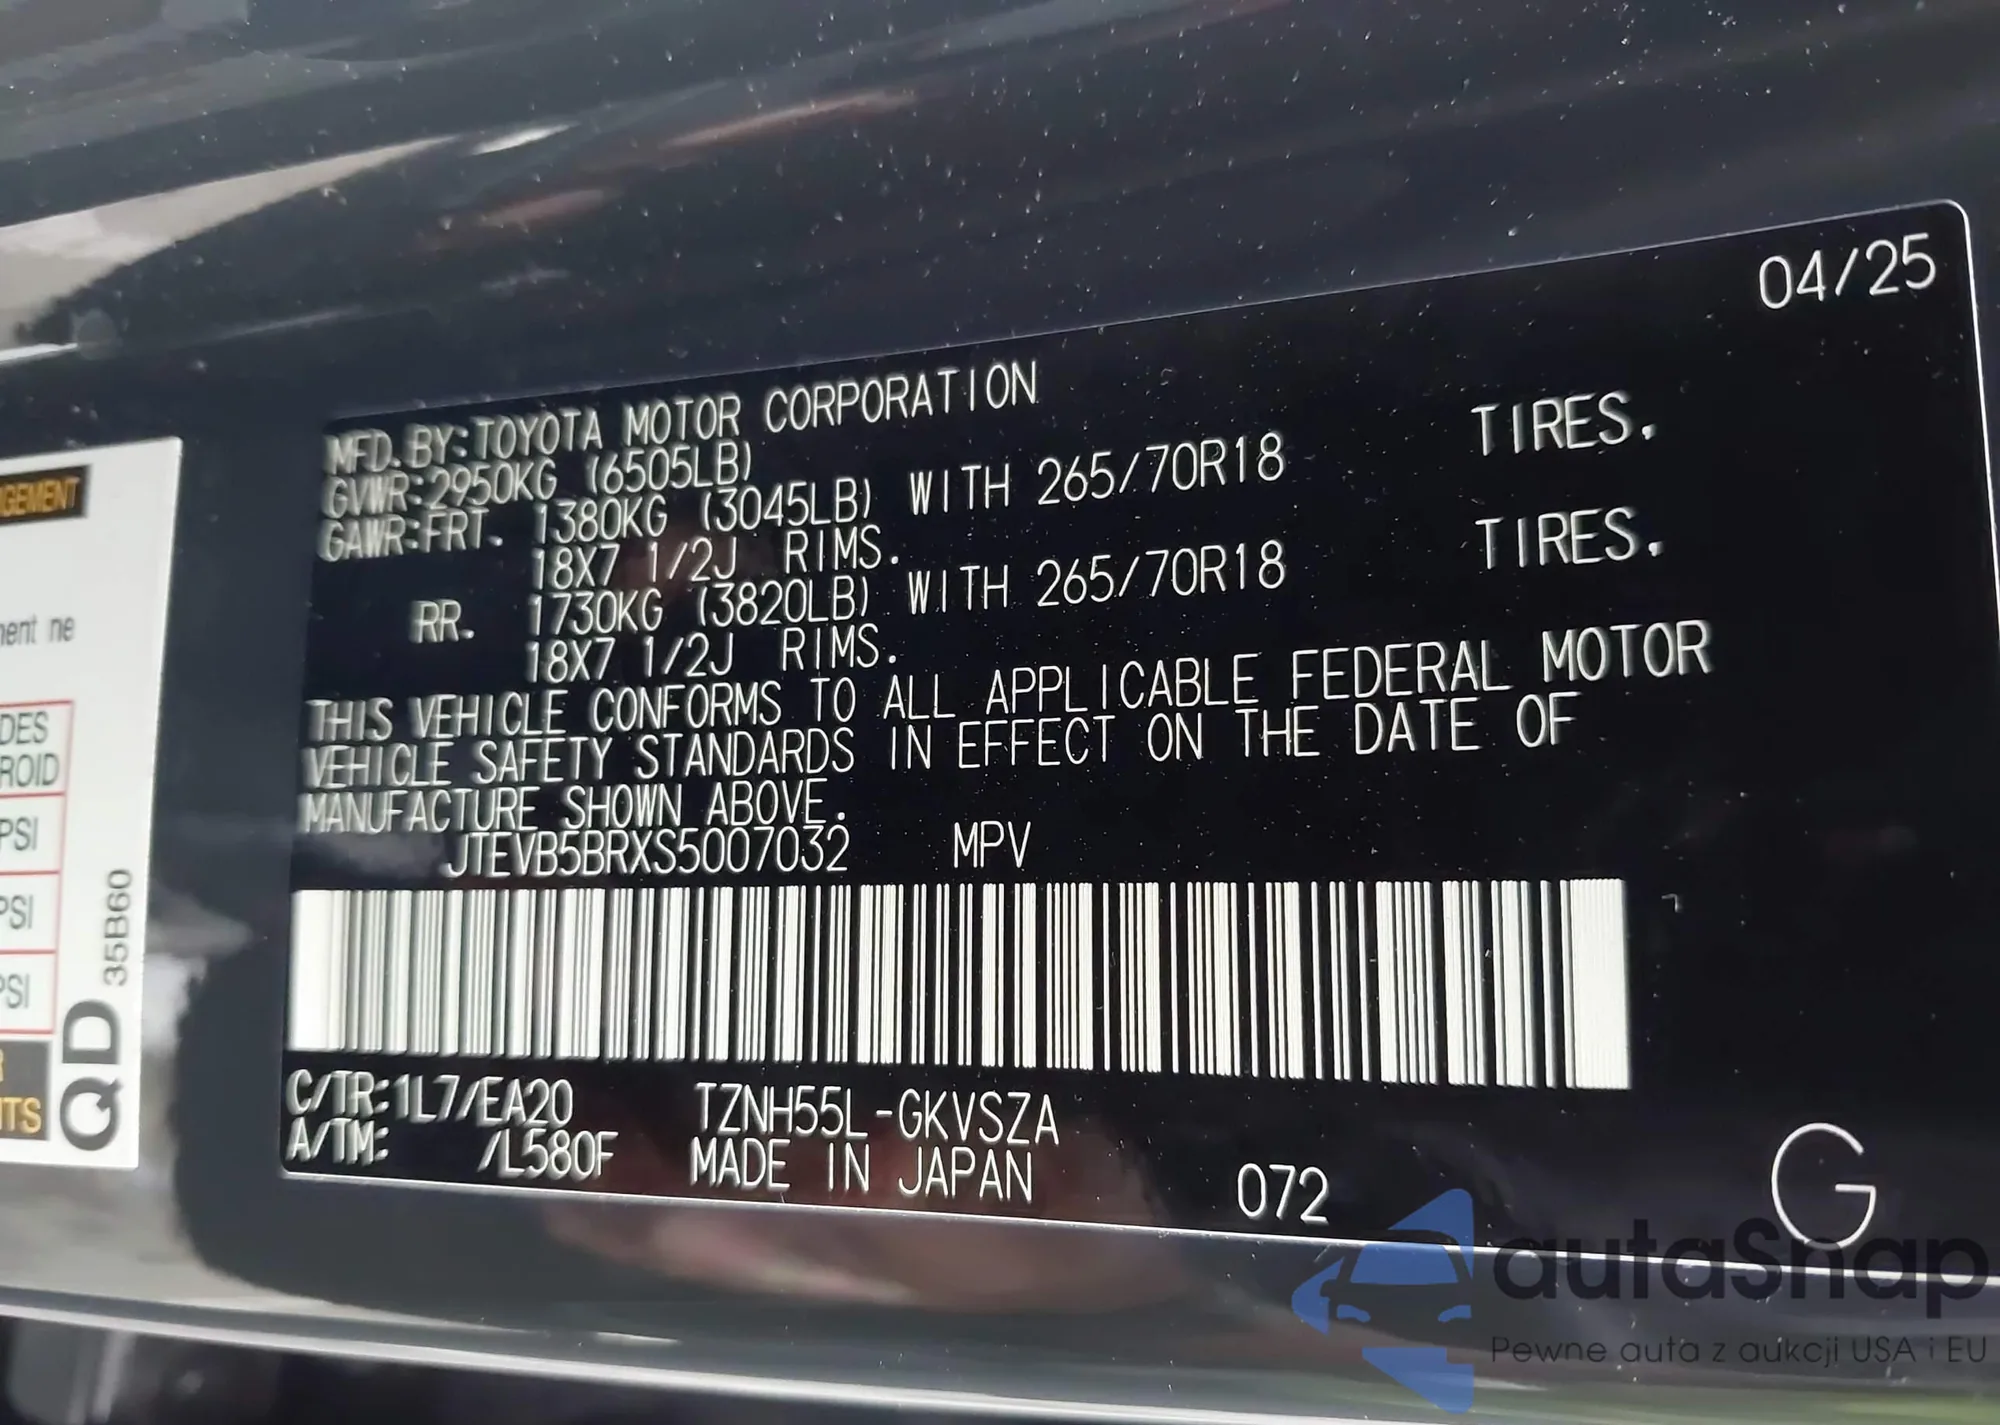 04/25
MFD.BY:TOYOTA MOTOR CORPORATION
GVWR:2950KG (6505LB)
GAWR:FRT. 1380KG (3045LB) WITH 265/70R18 TIRES.
18X7 1/2J RIMS.
RR. 1730KG (3820LB) WITH 265/70R18 TIRES.
18X7 1/2J RIMS.
THIS VEHICLE CONFORMS TO ALL APPLICABLE FEDERAL MOTOR
VEHICLE SAFETY STANDARDS IN EFFECT ON THE DATE OF
MANUFACTURE SHOWN ABOVE.
JTEVB5BRXS5007032 MPV
C/TR:1L7/EA20 TZNH55L-GKVSZA
A/TM: /L580F MADE IN JAPAN 072 G
ne
PSI
PSI
PSI
QD 35B60
autaSnap
Pewne auta z aukcji USA i EU